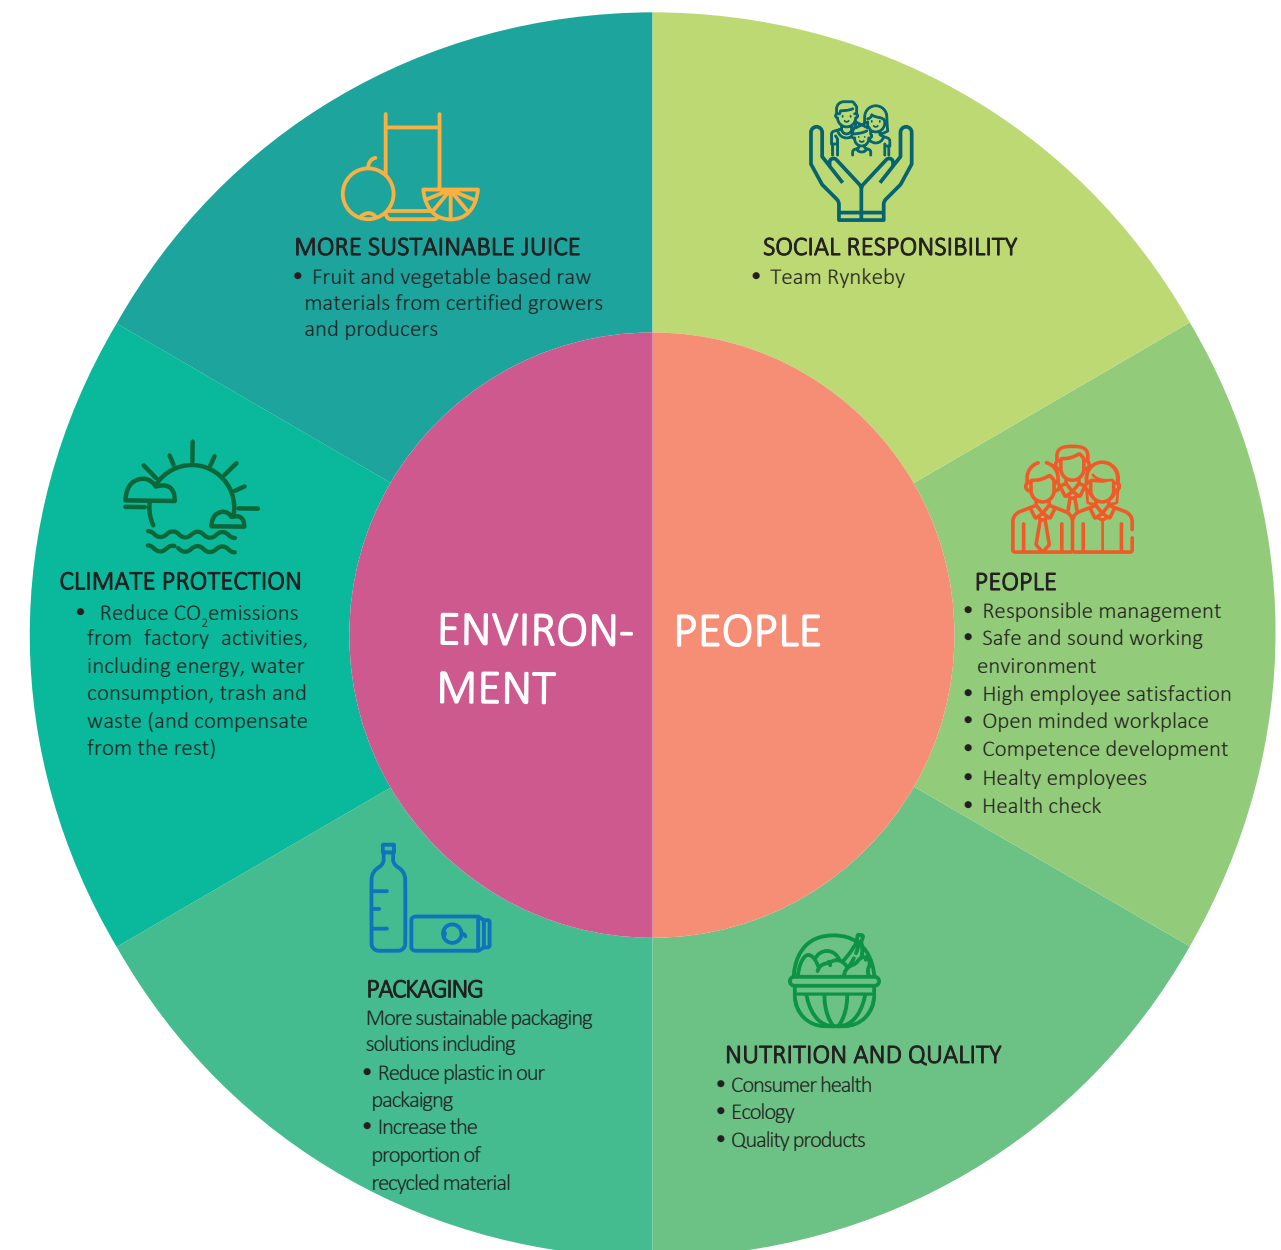 MORE SUSTAINABLE JUICE
• Fruit and vegetable based raw
materials from certified growers
and producers
SOCIAL RESPONSIBILITY
• Team Rynkeby
CLIMATE PROTECTION
• Reduce CO₂emissions
from factory activities,
including energy, water
consumption, trash and
waste (and compensate
from the rest)
ENVIRON-
MENT
PEOPLE
PEOPLE
• Responsible management
• Safe and sound working
environment
• High employee satisfaction
• Open minded workplace
• Competence development
• Healty employees
• Health check
PACKAGING
More sustainable packaging
solutions including
• Reduce plastic in our
packaigng
• Increase the
proportion of
recycled material
NUTRITION AND QUALITY
• Consumer health
• Ecology
• Quality products